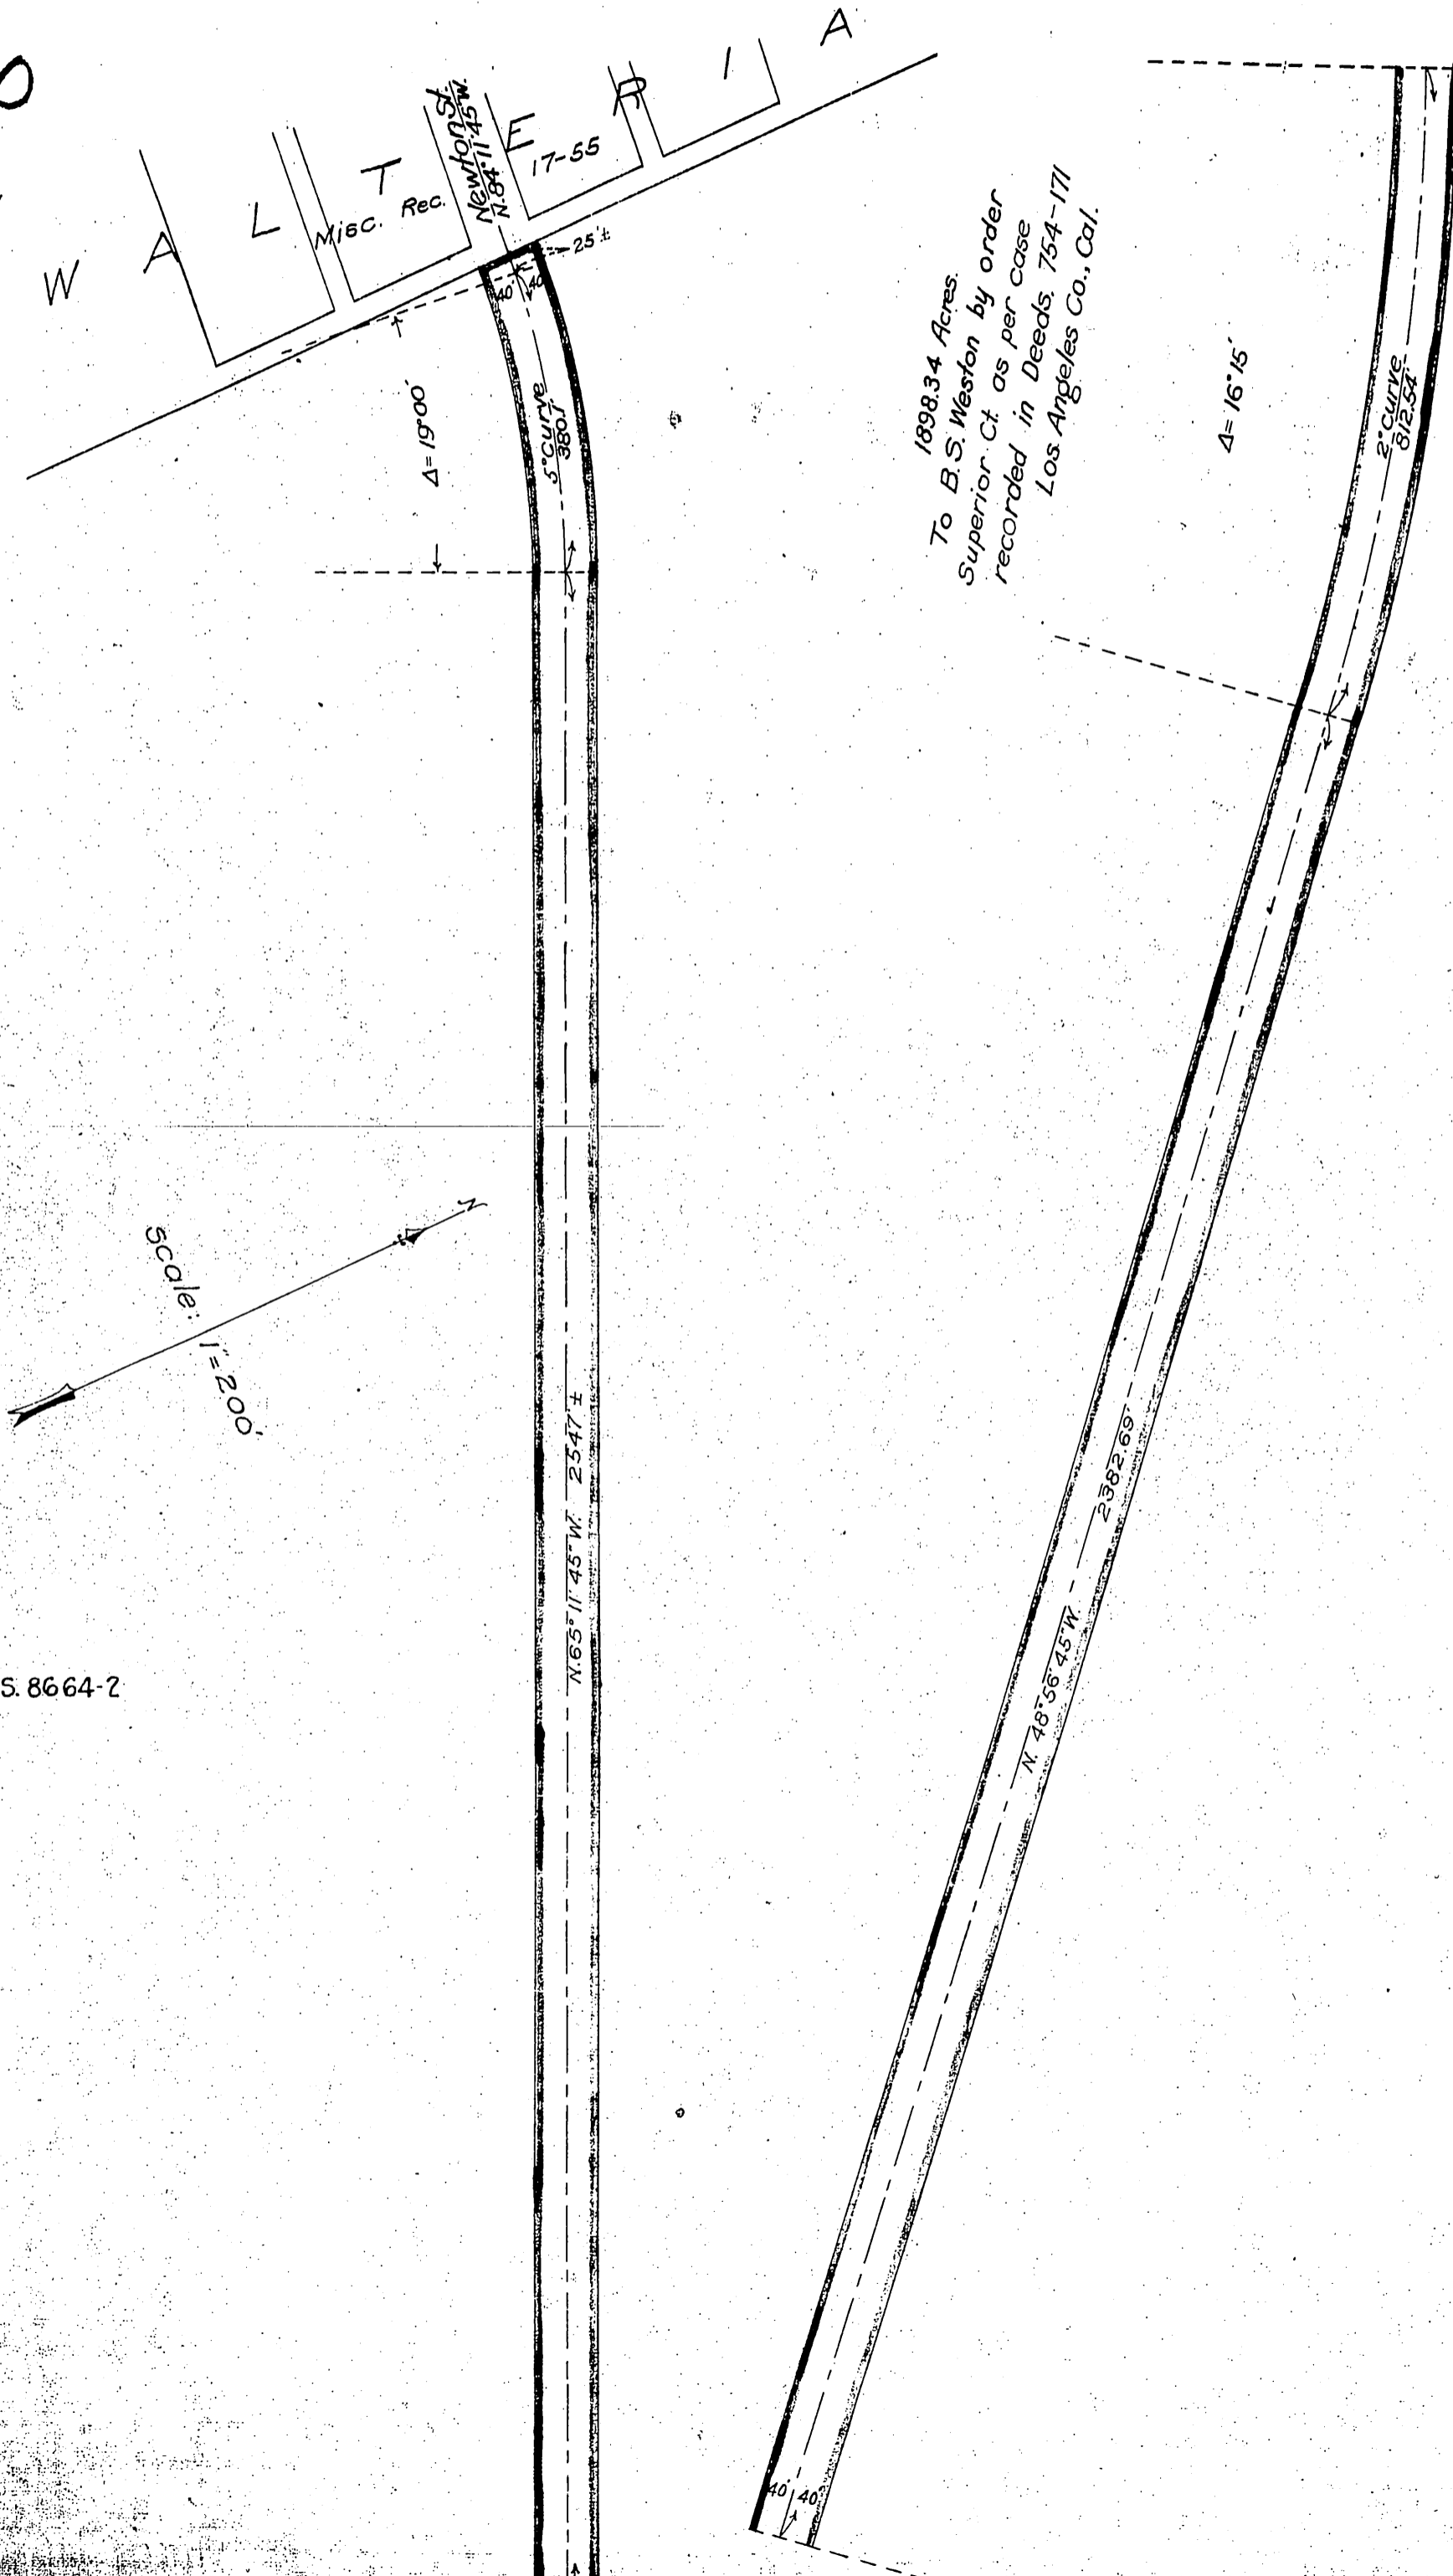 W A L T E R I A
Misc. Rec. 17-55
Newton St.
N.84°11'45"W.
25'±
40' 40'
Δ=19°00'
5° curve
380.'
1898.34 Acres.
To B.S. Weston by order
Superior Ct. as per case
recorded in Deeds. 754-171
Los Angeles Co., Cal.
Δ=16°15'
2° curve
812.54'
N
Scale: 1"=200'
N.65°11'45"W. 2547'±
N. 48°56'45"W. 2382.69'
S. 8664-2
40' 40'